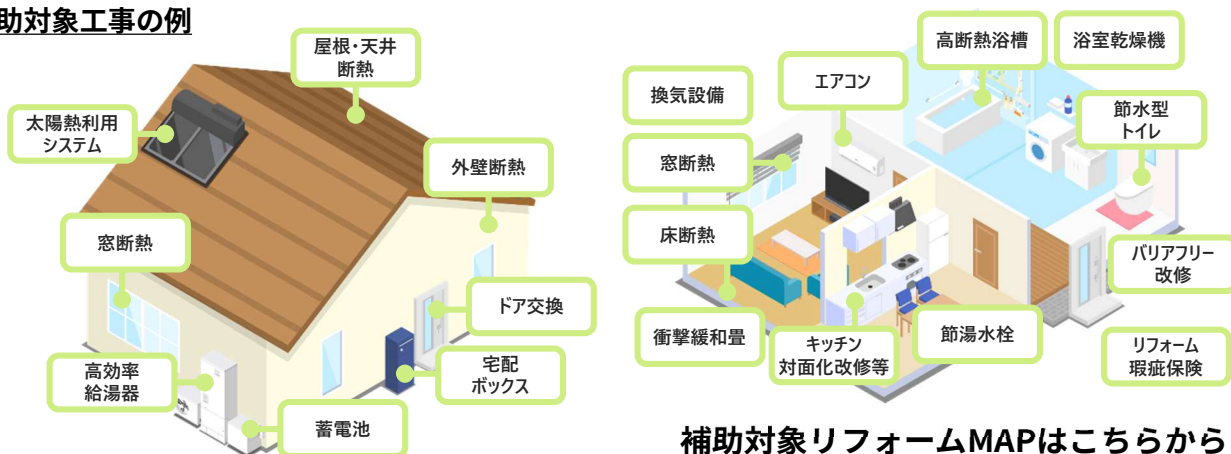 助対象工事の例
屋根・天井
断熱
太陽熱利用
システム
外壁断熱
窓断熱
ドア交換
高効率
給湯器
宅配
ボックス
蓄電池
高断熱浴槽
浴室乾燥機
エアコン
換気設備
節水型
トイレ
窓断熱
床断熱
バリアフリー
改修
衝撃緩和畳
キッチン
対面化改修等
節湯水栓
リフォーム
瑕疵保険
補助対象リフォームMAPはこちらから